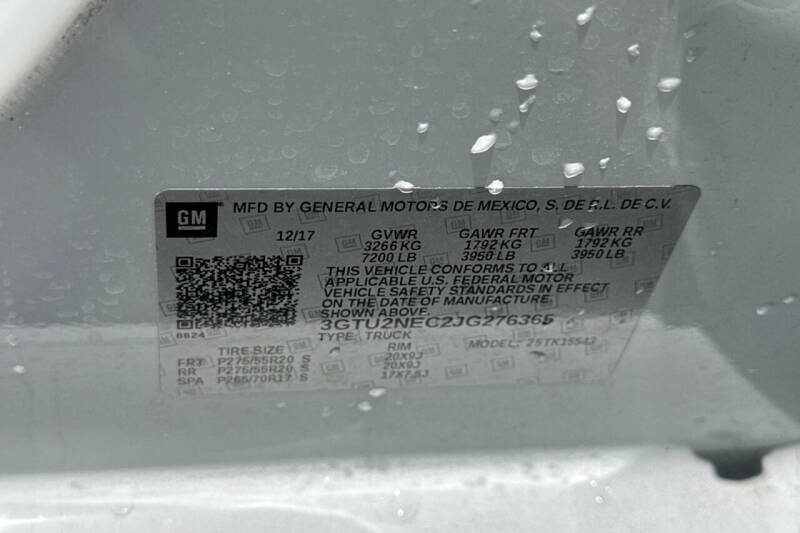 GM MFD BY GENERAL MOTORS DE MEXICO, S. DE R.L. DE C.V.
12/17 GVWR GAWR FRT GAWR RR
3266 KG 1792 KG 1792 KG
7200 LB 3950 LB 3950 LB
THIS VEHICLE CONFORMS TO ALL
APPLICABLE U.S. FEDERAL MOTOR
VEHICLE SAFETY STANDARDS IN EFFECT
ON THE DATE OF MANUFACTURE
SHOWN ABOVE.
3GTU2NEC2JG276365
8624 TYPE: TRUCK
MODEL: 25TK15543
TIRE SIZE RIM
FRT P275/55R20 S 20X9J
RR P275/55R20 S 20X9J
SPA P265/70R17 S 17X7.5J